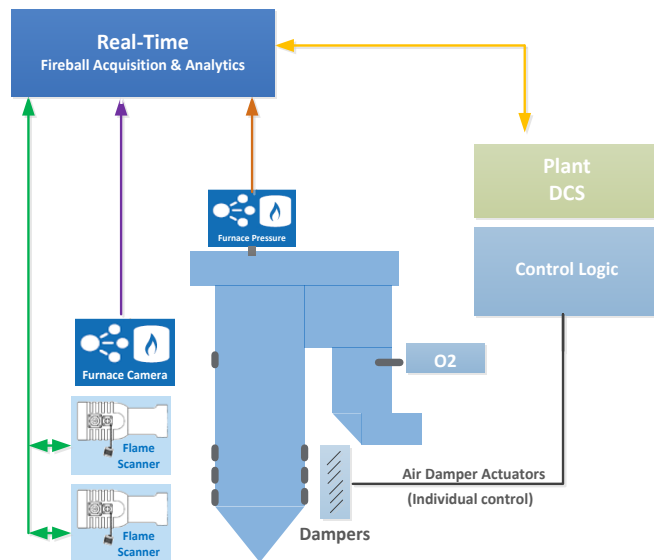 Real-Time
Fireball Acquisition & Analytics
Plant
DCS
Furnace Pressure
Control Logic
O2
Furnace Camera
Flame
Scanner
Air Damper Actuators
(Individual control)
Dampers
Flame
Scanner